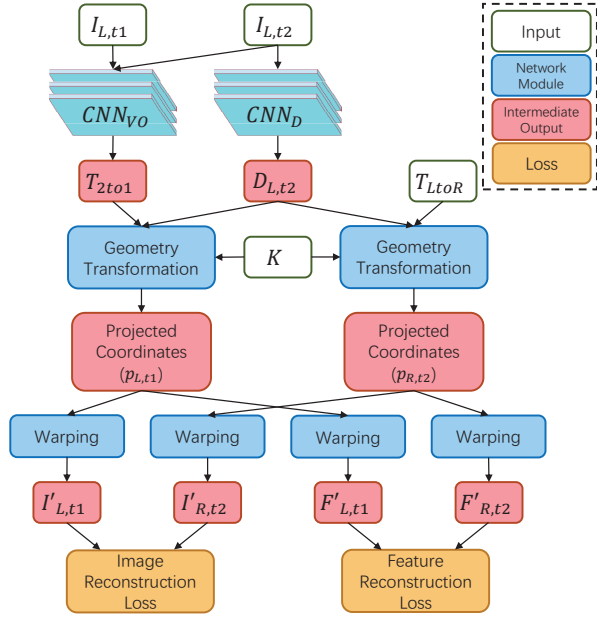 I_{L,t1}
I_{L,t2}
Input
Network
Module
Intermediate
Output
Loss
CNN_{VO}
CNN_D
T_{2to1}
D_{L,t2}
T_{LtoR}
Geometry
Transformation
K
Geometry
Transformation
Projected
Coordinates
(p_{L,t1})
Projected
Coordinates
(p_{R,t2})
Warping
Warping
Warping
Warping
I'_{L,t1}
I'_{R,t2}
F'_{L,t1}
F'_{R,t2}
Image
Reconstruction
Loss
Feature
Reconstruction
Loss